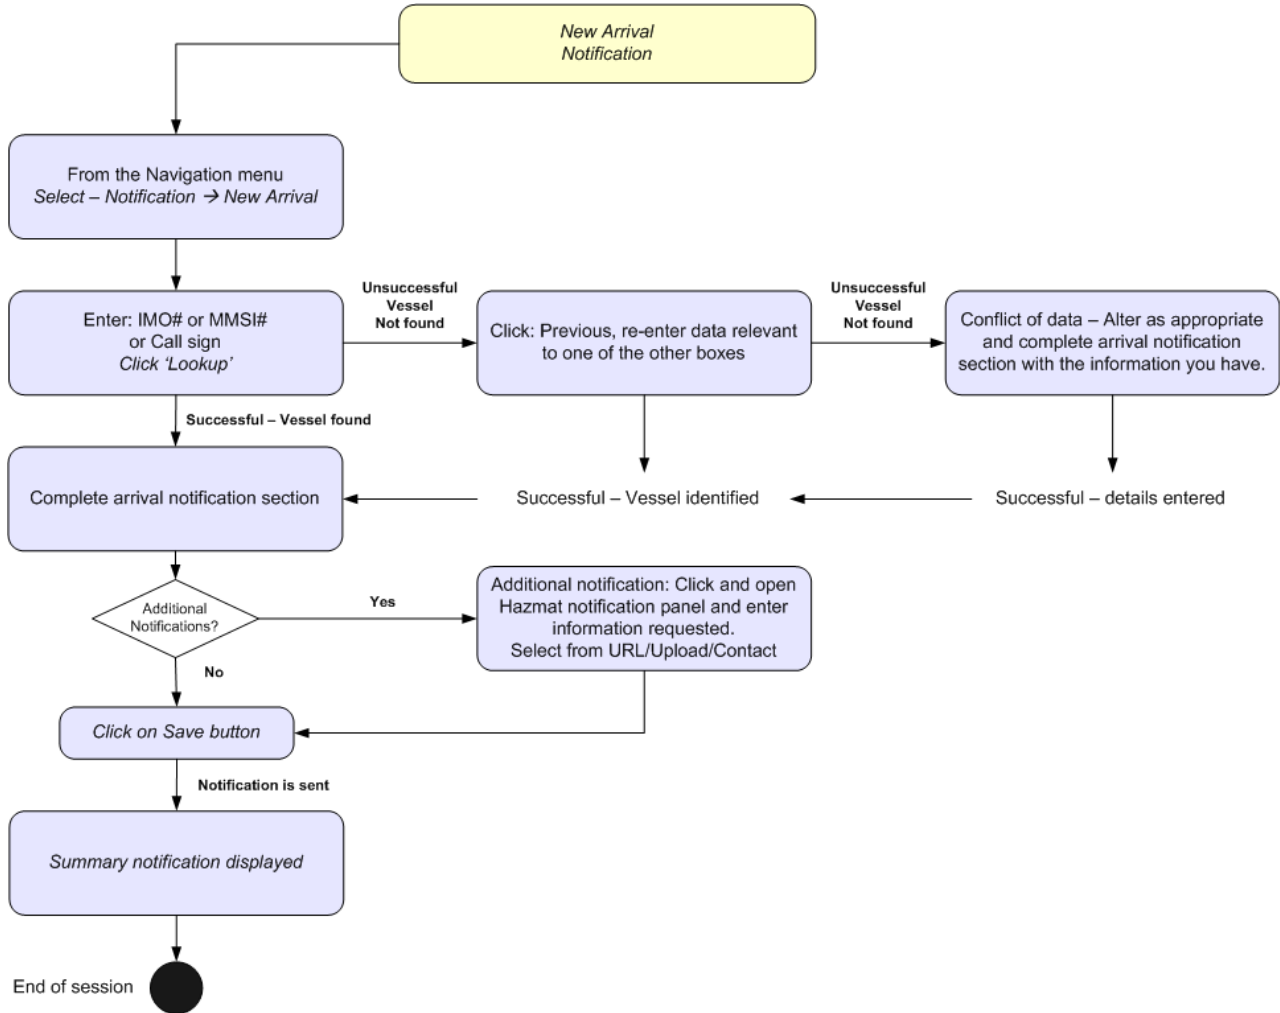 New Arrival
Notification
From the Navigation menu
Select – Notification → New Arrival
Enter: IMO# or MMSI#
or Call sign
Click ‘Lookup’
Unsuccessful
Vessel
Not found
Click: Previous, re-enter data relevant
to one of the other boxes
Unsuccessful
Vessel
Not found
Conflict of data – Alter as appropriate
and complete arrival notification
section with the information you have.
Successful – Vessel found
Complete arrival notification section
Successful – Vessel identified
Successful – details entered
Additional
Notifications?
Yes
Additional notification: Click and open
Hazmat notification panel and enter
information requested.
Select from URL/Upload/Contact
No
Click on Save button
Notification is sent
Summary notification displayed
End of session